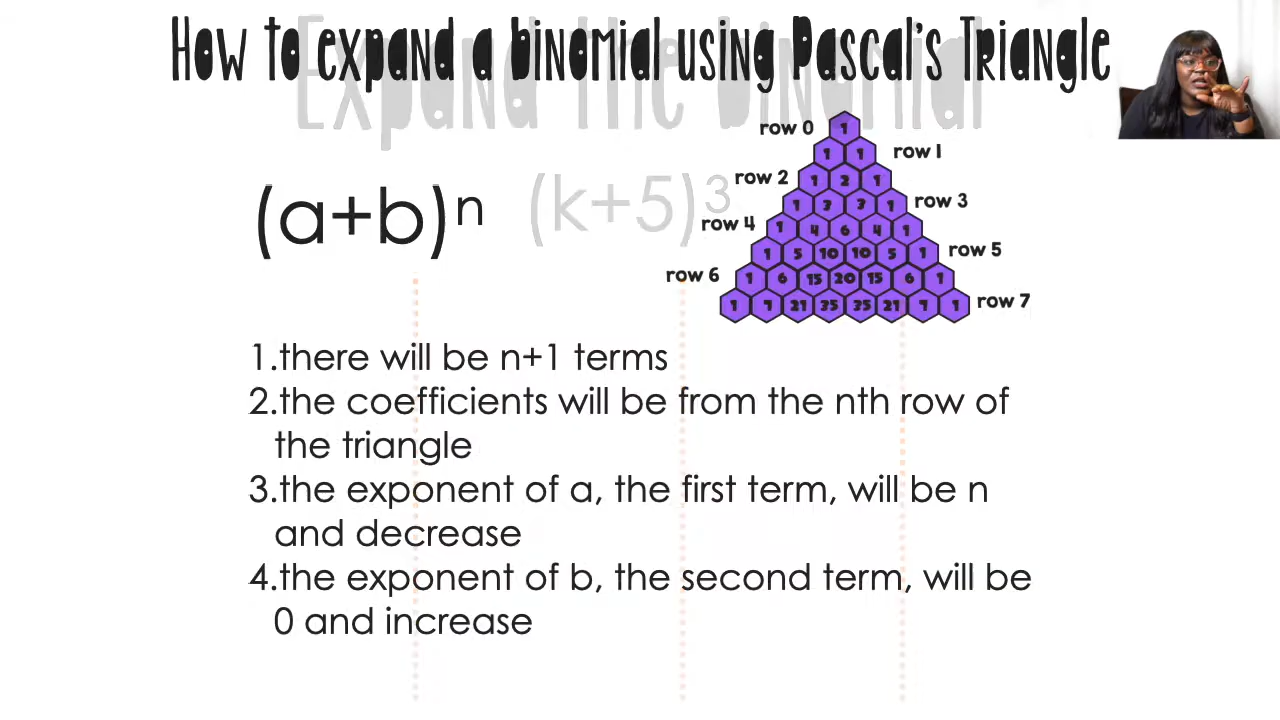 How to expand a binomial using Pascal's Triangle
Expand the binomial
(a+b)ⁿ
(k+5)³
row 0
1
1 1
row 1
row 2
1 2 1
1 3 3 1
row 3
row 4
1 4 6 4 1
1 5 10 10 5 1
row 5
row 6
1 6 15 20 15 6 1
1 7 21 35 35 21 7 1
row 7
1.there will be n+1 terms
2.the coefficients will be from the nth row of
the triangle
3.the exponent of a, the first term, will be n
and decrease
4.the exponent of b, the second term, will be
0 and increase